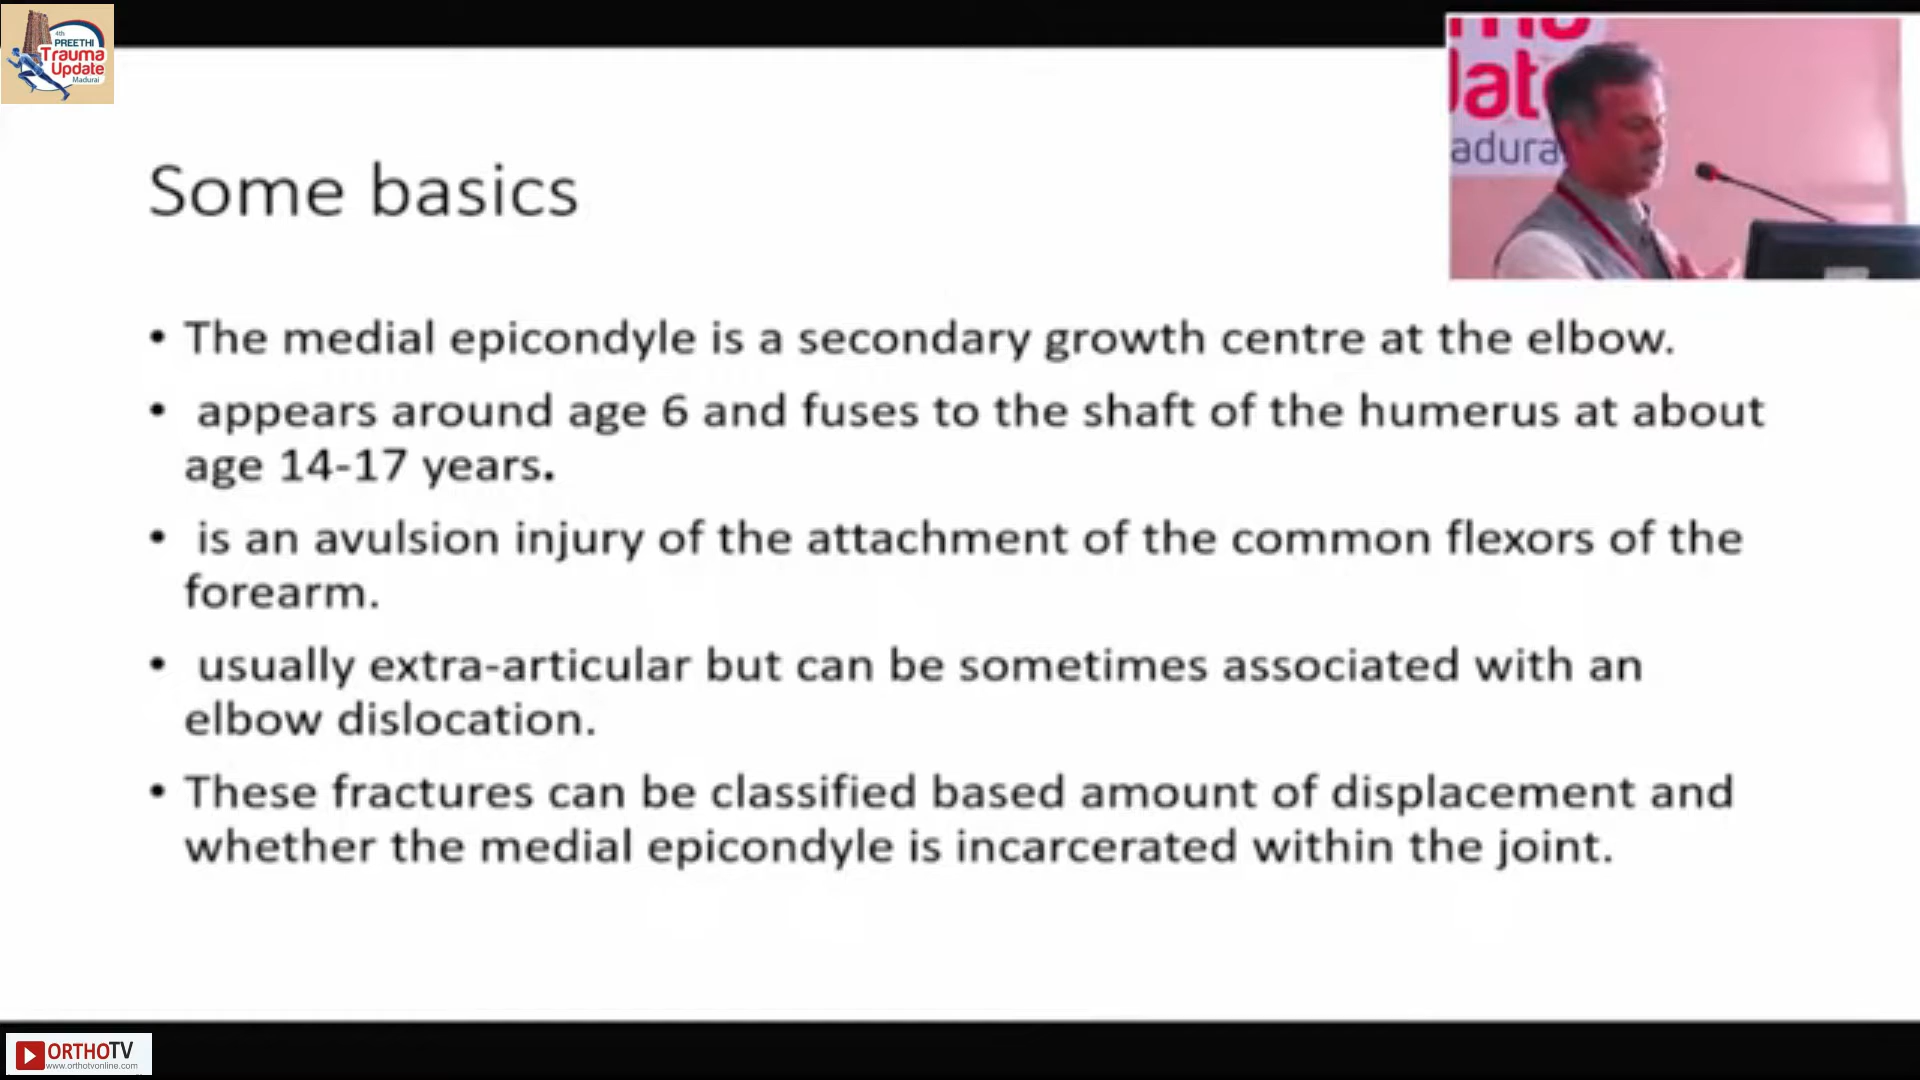 4th
PREETHI
Trauma
Update
Madurai
adura
Some basics
• The medial epicondyle is a secondary growth centre at the elbow.
• appears around age 6 and fuses to the shaft of the humerus at about
age 14-17 years.
• is an avulsion injury of the attachment of the common flexors of the
forearm.
• usually extra-articular but can be sometimes associated with an
elbow dislocation.
• These fractures can be classified based amount of displacement and
whether the medial epicondyle is incarcerated within the joint.
ORTHOTV
www.orthotvonline.com